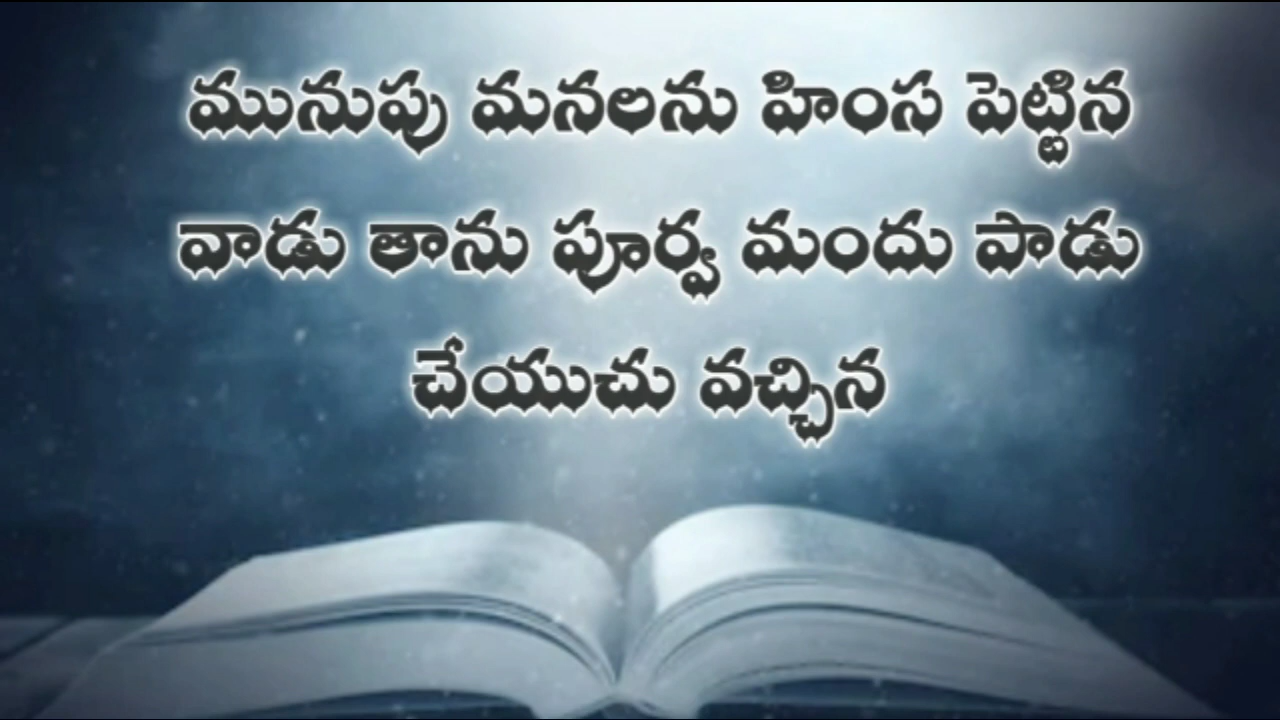 మునుపు మనలను హింస పెట్టిన
వాడు తాను పూర్వ మందు పాడు
చేయుచు వచ్చిన